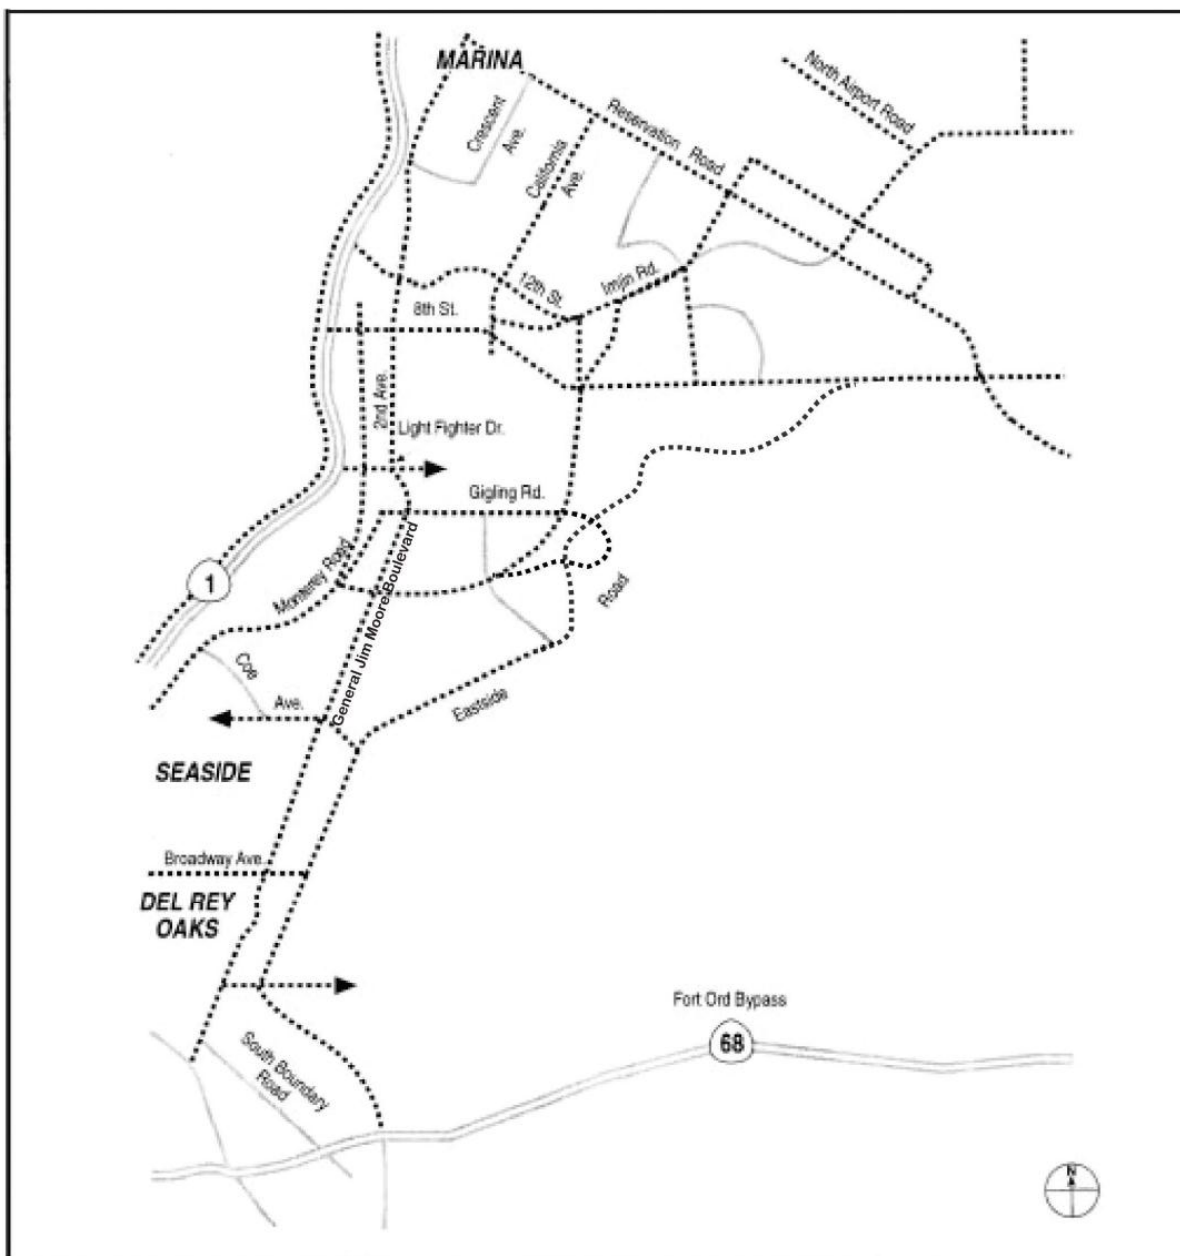 MARINA
North Airport Road
Crescent
Ave.
Reservation Road
California
Ave.
12th St.
Imjin Rd.
8th St.
2nd Ave.
Light Fighter Dr.
Gigling Rd.
General Jim Moore Boulevard
1
Monterey Road
Road
Coe
Ave.
Eastside
SEASIDE
Broadway Ave.
DEL REY
OAKS
Fort Ord Bypass
68
South Boundary
Road
N